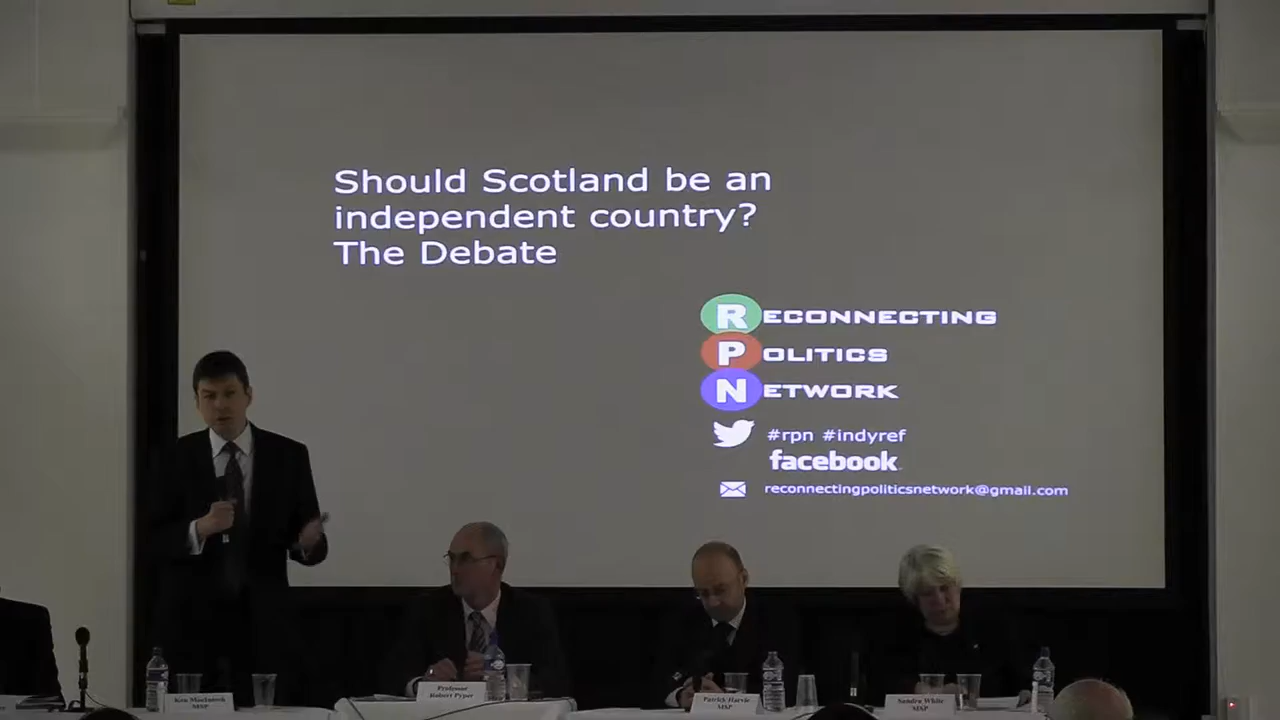 Should Scotland be an
independent country?
The Debate
RECONNECTING
POLITICS
NETWORK
#rpn #indyref
facebook
reconnectingpoliticsnetwork@gmail.com
Ken Macintosh
MSP
Professor
Robert Pyper
Patrick Harvie
MSP
Sandra White
MSP